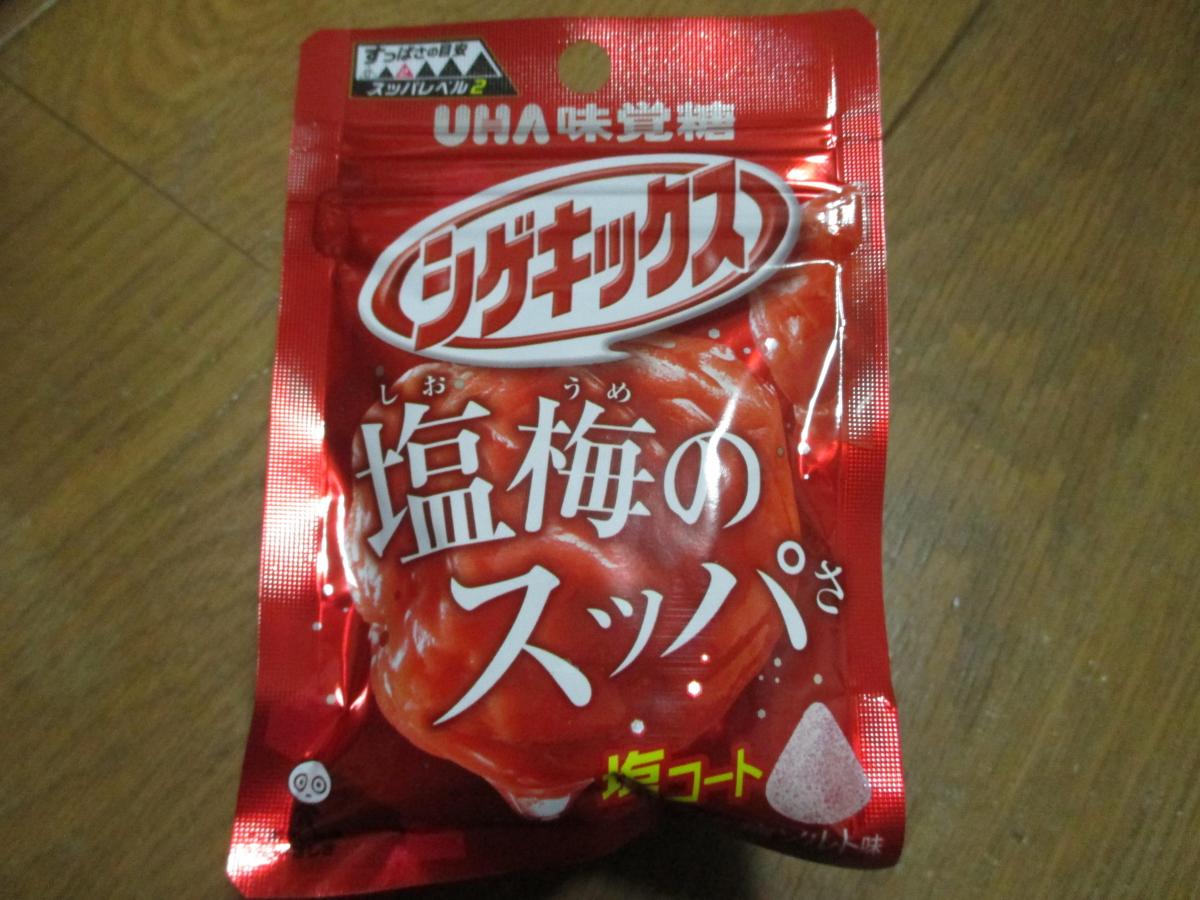 すっぱさの目安
スッパレベル2
UHA味覚糖
シゲキックス
しお うめ
塩梅の
スッパさ
塩コート